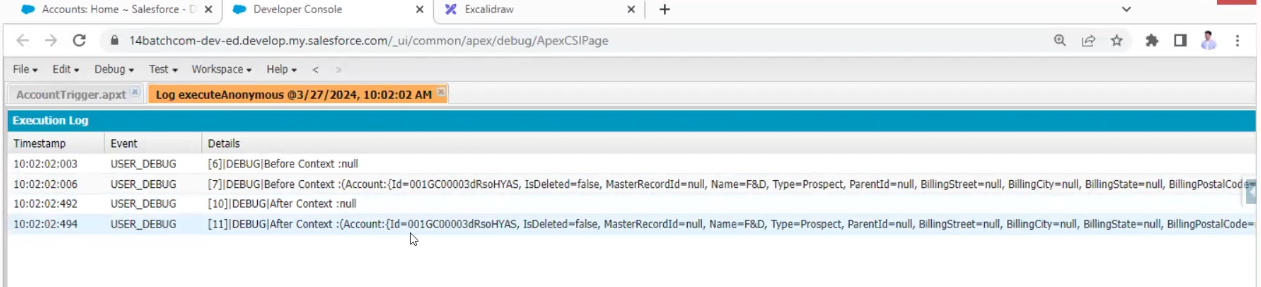 Accounts: Home ~ Salesforce - D
Developer Console
Excalidraw
14batchcom-dev-ed.develop.my.salesforce.com/_ui/common/apex/debug/ApexCSIPage
File Edit Debug Test Workspace Help < >
AccountTrigger.apxt Log executeAnonymous @3/27/2024, 10:02:02 AM
Execution Log
Timestamp Event Details
10:02:02:003 USER_DEBUG [6]|DEBUG|Before Context :null
10:02:02:006 USER_DEBUG [7]|DEBUG|Before Context :(Account:{Id=001GC00003dRsoHYAS, IsDeleted=false, MasterRecordId=null, Name=F&D, Type=Prospect, ParentId=null, BillingStreet=null, BillingCity=null, BillingState=null, BillingPostalCode=
10:02:02:492 USER_DEBUG [10]|DEBUG|After Context :null
10:02:02:494 USER_DEBUG [11]|DEBUG|After Context :(Account:{Id=001GC00003dRsoHYAS, IsDeleted=false, MasterRecordId=null, Name=F&D, Type=Prospect, ParentId=null, BillingStreet=null, BillingCity=null, BillingState=null, BillingPostalCode=